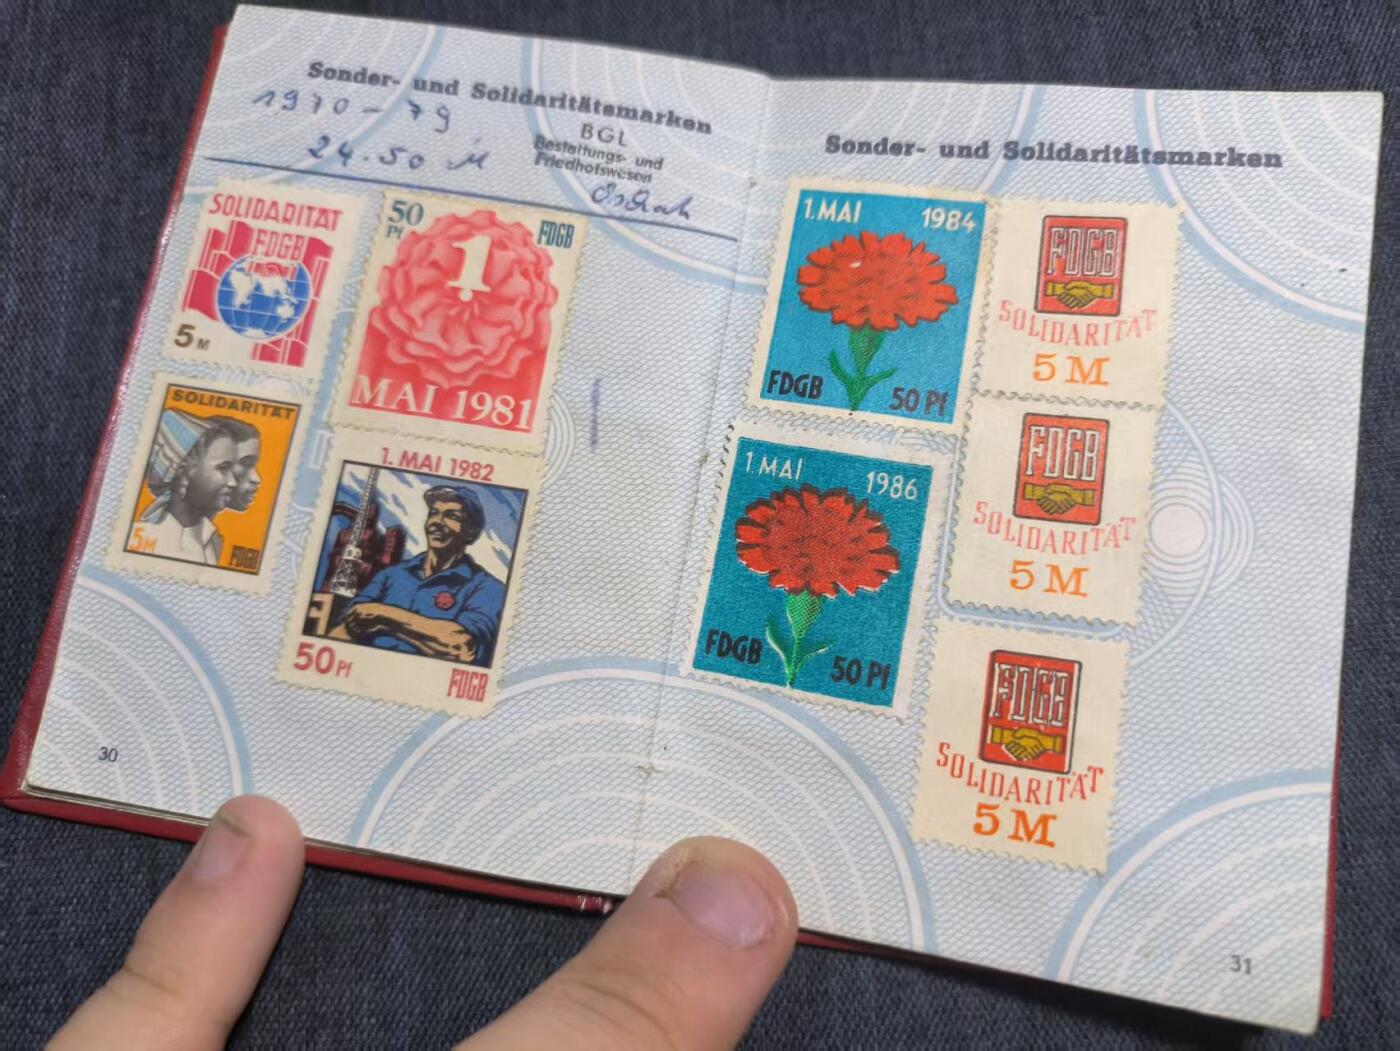 Sonder- und Solidaritätsmarken
1970-79
24.50 M
BGL
Bestattungs- und
Friedhofswesen
SOLIDARITÄT
FDGB
5 M
50
Pf
FDGB
1.
MAI 1981
SOLIDARITÄT
5M
FDGB
1. MAI 1982
50 Pf
FDGB
30
Sonder- und Solidaritätsmarken
1. MAI 1984
FDGB 50 Pf
FDGB
SOLIDARITÄT
5 M
1. MAI 1986
FDGB 50 Pf
FDGB
SOLIDARITÄT
5 M
FDGB
SOLIDARITÄT
5 M
31